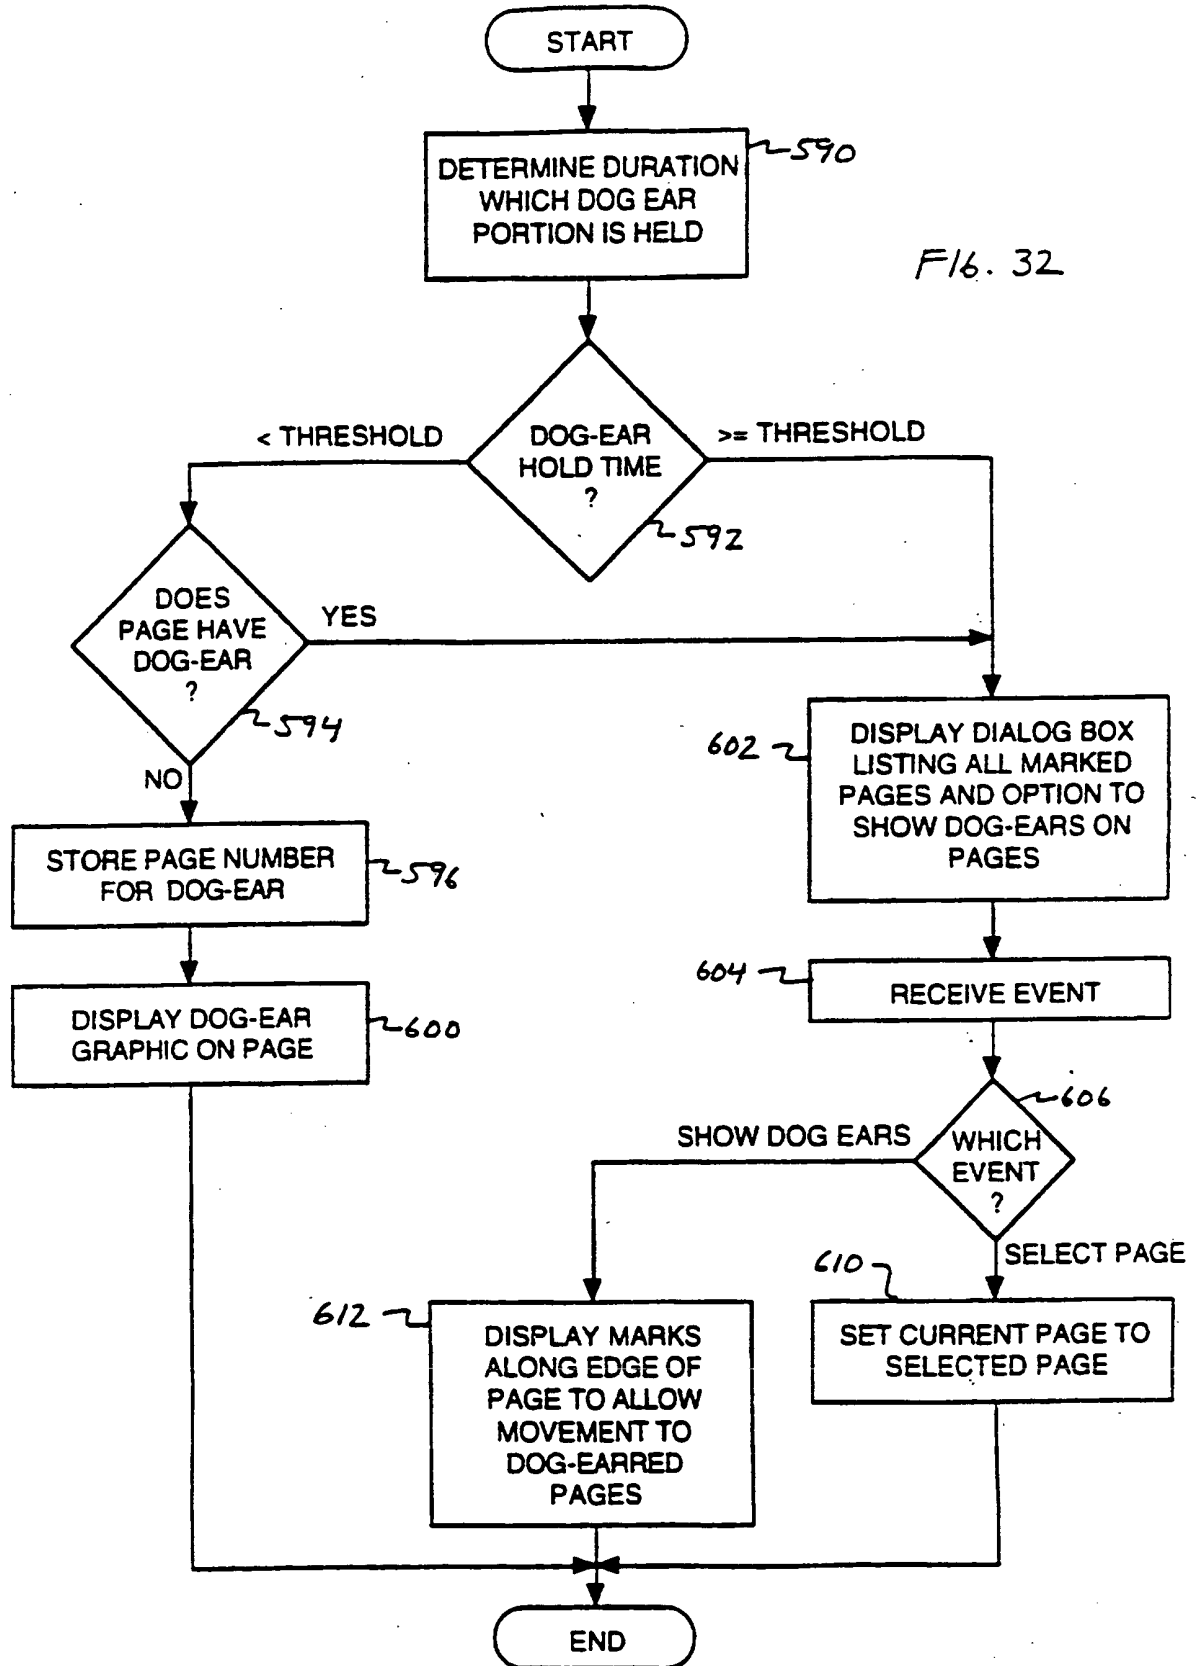 START
DETERMINE DURATION
WHICH DOG EAR
PORTION IS HELD
590
FIG. 32
DOG-EAR
HOLD TIME
?
< THRESHOLD
>= THRESHOLD
592
DOES
PAGE HAVE
DOG-EAR
?
YES
594
NO
STORE PAGE NUMBER
FOR DOG-EAR
596
DISPLAY DOG-EAR
GRAPHIC ON PAGE
600
602
DISPLAY DIALOG BOX
LISTING ALL MARKED
PAGES AND OPTION TO
SHOW DOG-EARS ON
PAGES
604
RECEIVE EVENT
606
WHICH
EVENT
?
SHOW DOG EARS
SELECT PAGE
610
SET CURRENT PAGE TO
SELECTED PAGE
612
DISPLAY MARKS
ALONG EDGE OF
PAGE TO ALLOW
MOVEMENT TO
DOG-EARRED
PAGES
END